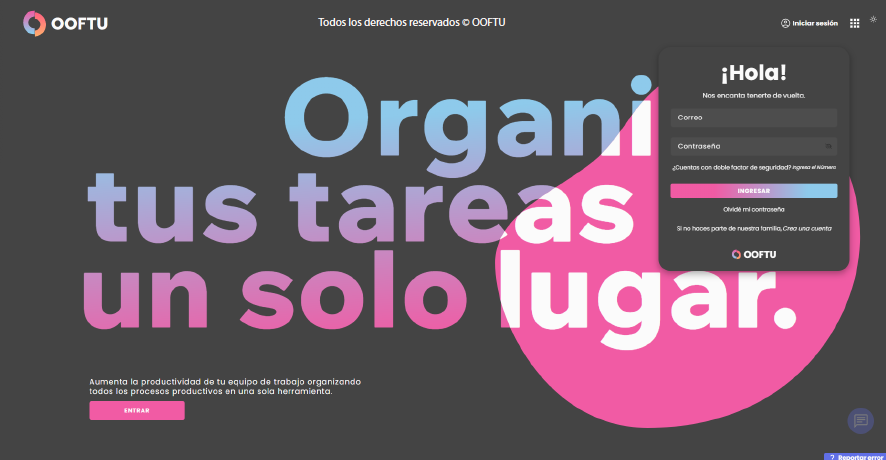 OOFTU
Todos los derechos reservados © OOFTU
Iniciar sesión
¡Hola!
Nos encanta tenerte de vuelta.
Correo
Contraseña
¿Cuentas con doble factor de seguridad? Ingresa el Número
INGRESAR
Olvidé mi contraseña
Si no haces parte de nuestra familia, Crea una cuenta
OOFTU
Organi
tus tareas
un solo lugar.
Aumenta la productividad de tu equipo de trabajo organizando
todos los procesos productivos en una sola herramienta.
ENTRAR
? Reportar error